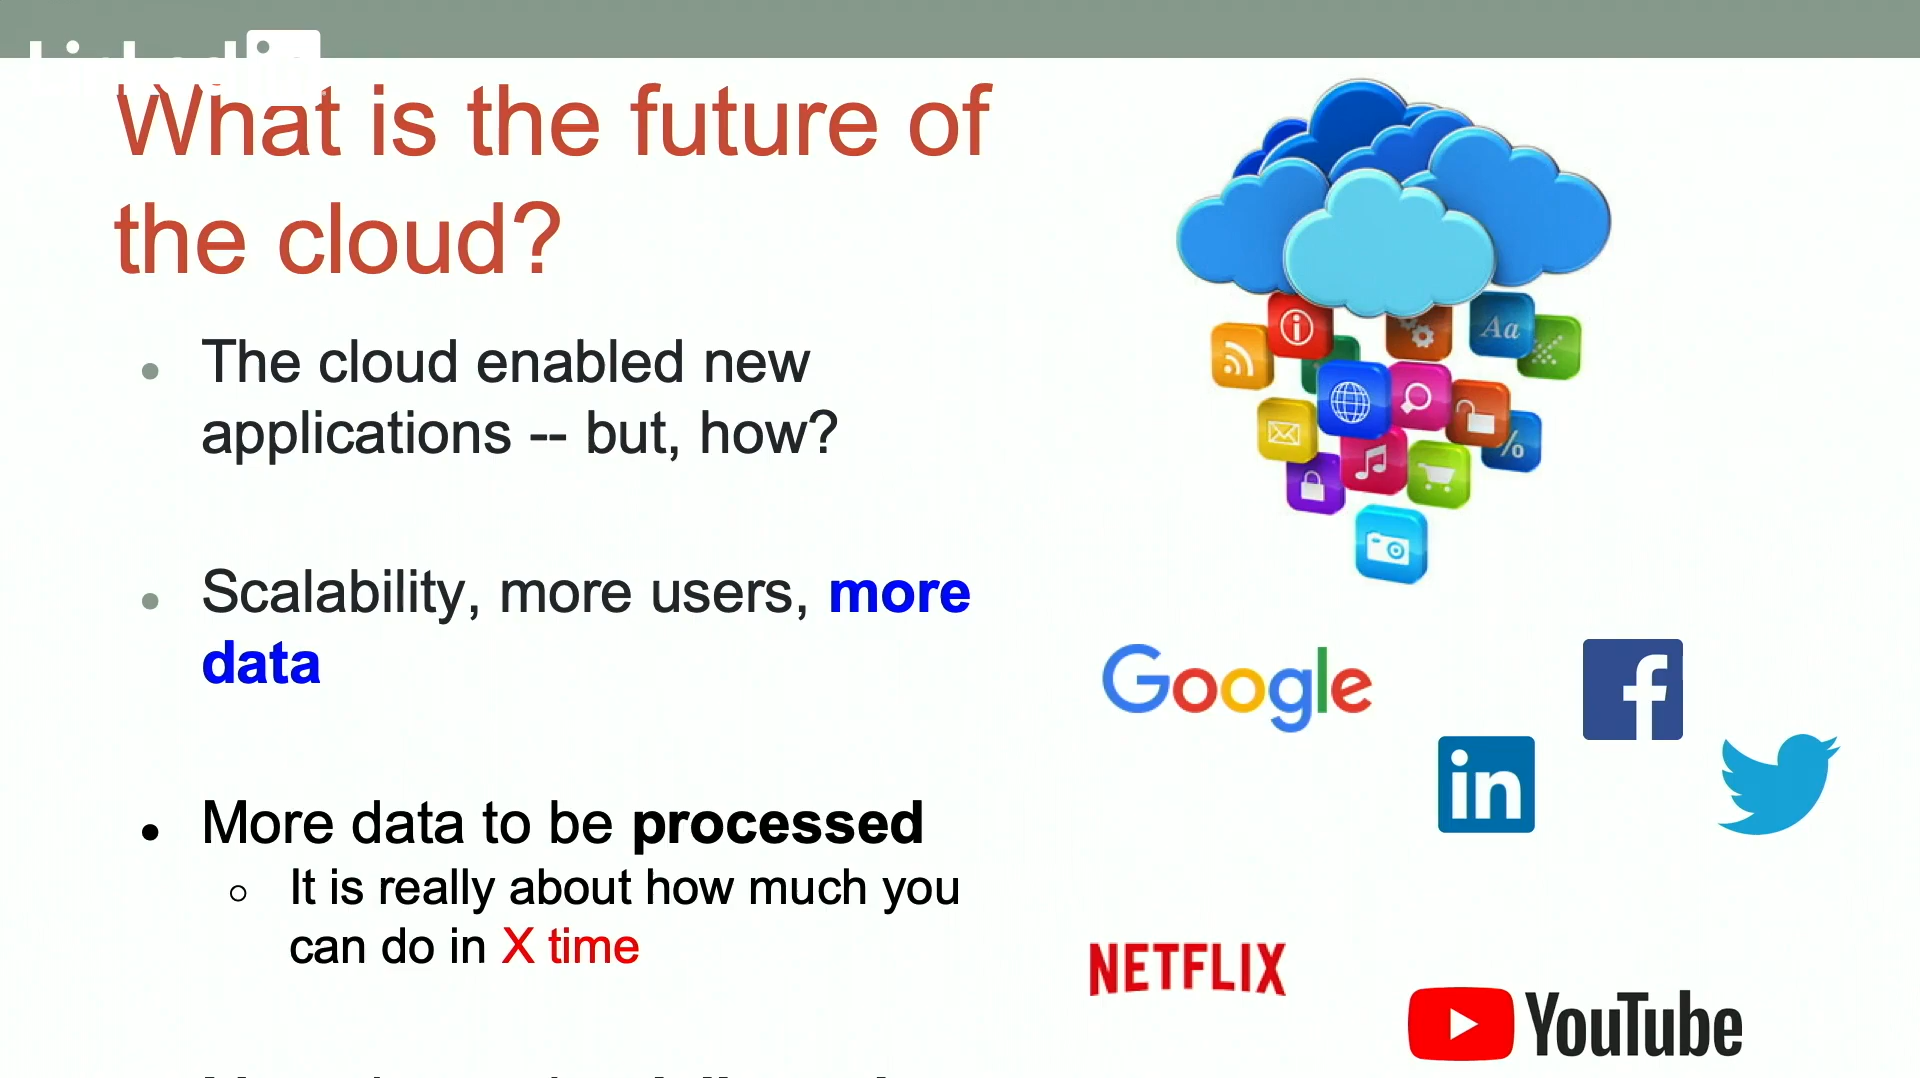 LinkedIn
What is the future of
the cloud?
The cloud enabled new
applications -- but, how?
Scalability, more users, more
data
More data to be processed
It is really about how much you
can do in X time
Aa
%
Google
f
in
NETFLIX
YouTube